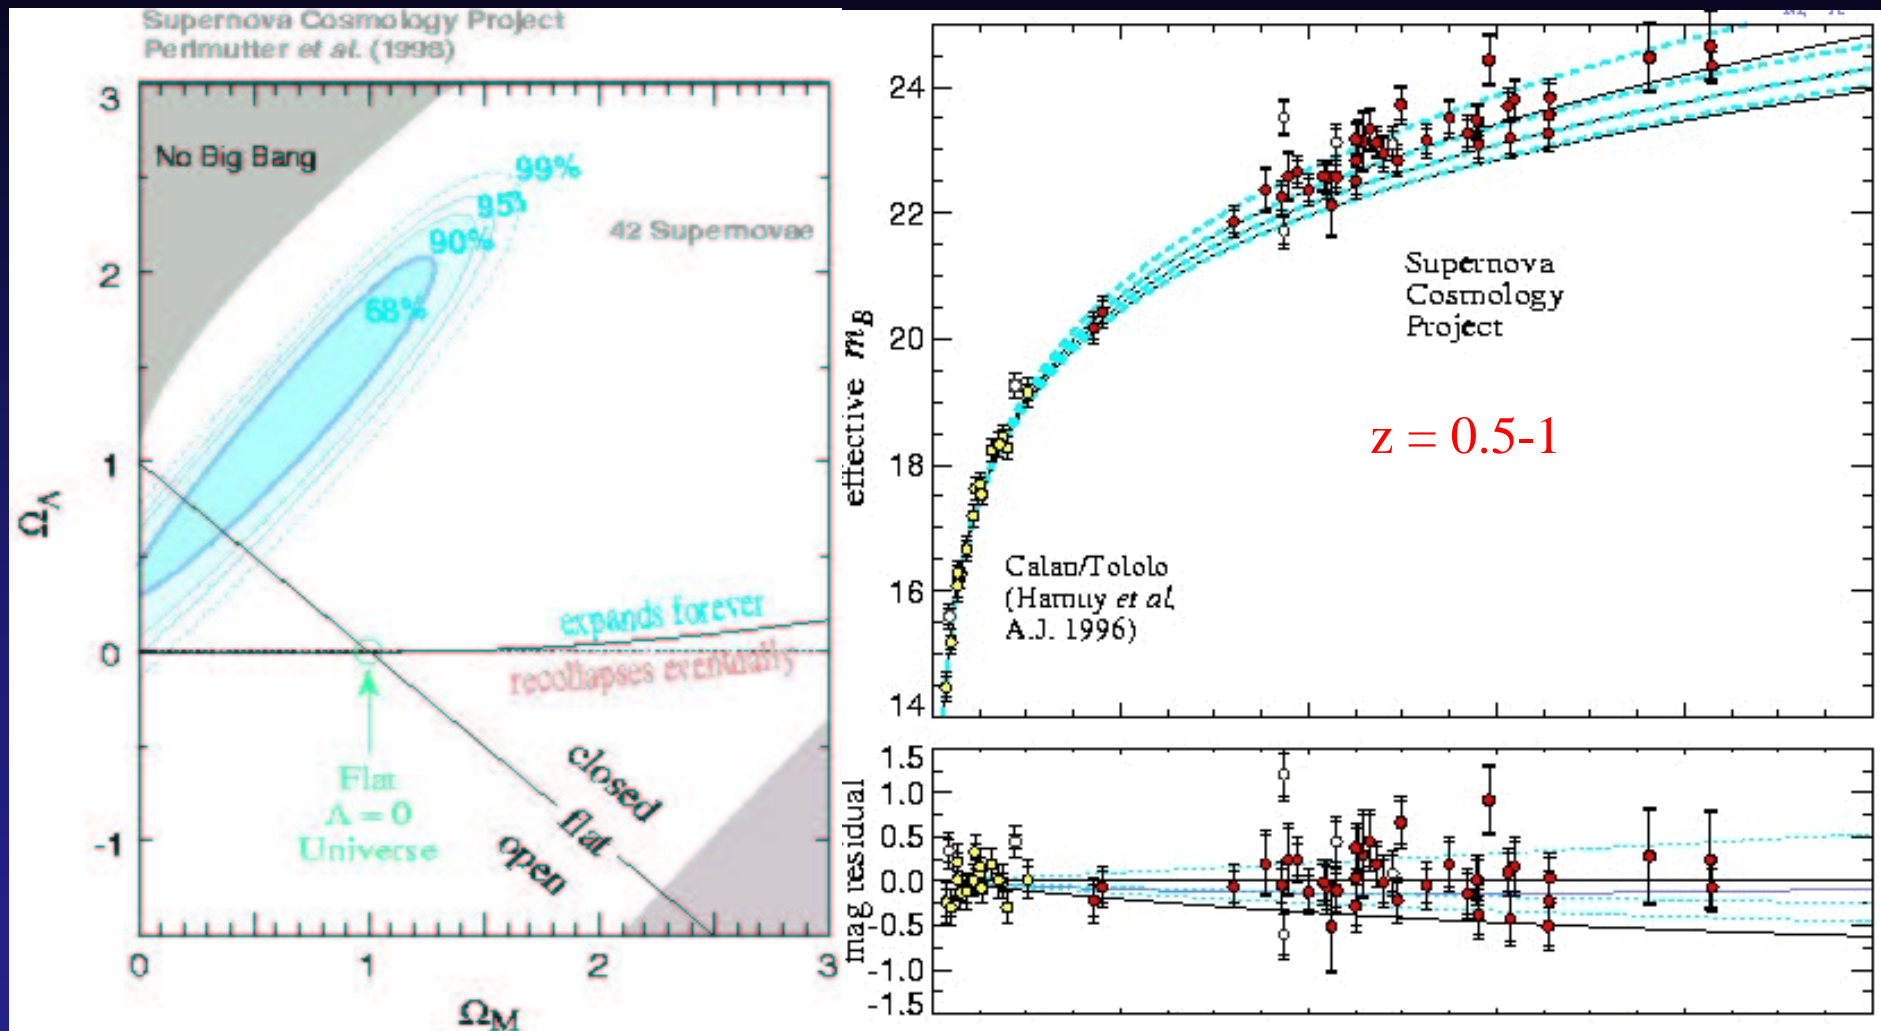 Supernova Cosmology Project
Perlmutter et al. (1998)
3
2
1
0
-1
No Big Bang
99%
95%
90%
68%
42 Supernovae
expands forever
recollapses eventually
Flat
Λ = 0
Universe
closed
flat
open
ΩΛ
0
1
2
3
ΩM
24
22
20
18
16
14
effective mB
Supernova
Cosmology
Project
z = 0.5-1
Calan/Tololo
(Hamuy et al,
A.J. 1996)
1.5
1.0
0.5
0.0
-0.5
-1.0
-1.5
mag residual